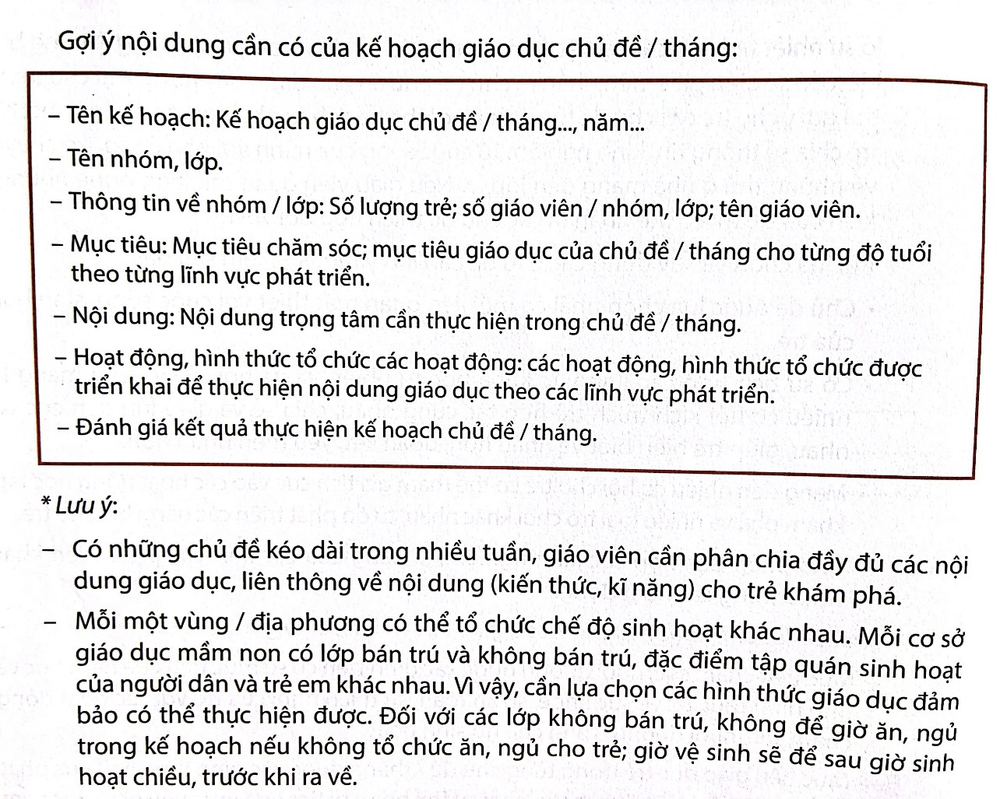 Gợi ý nội dung cần có của kế hoạch giáo dục chủ đề / tháng:
– Tên kế hoạch: Kế hoạch giáo dục chủ đề / tháng..., năm...
– Tên nhóm, lớp.
– Thông tin về nhóm / lớp: Số lượng trẻ; số giáo viên / nhóm, lớp; tên giáo viên.
– Mục tiêu: Mục tiêu chăm sóc; mục tiêu giáo dục của chủ đề / tháng cho từng độ tuổi
theo từng lĩnh vực phát triển.
– Nội dung: Nội dung trọng tâm cần thực hiện trong chủ đề / tháng.
– Hoạt động, hình thức tổ chức các hoạt động: các hoạt động, hình thức tổ chức được
triển khai để thực hiện nội dung giáo dục theo các lĩnh vực phát triển.
– Đánh giá kết quả thực hiện kế hoạch chủ đề / tháng.
* Lưu ý:
– Có những chủ đề kéo dài trong nhiều tuần, giáo viên cần phân chia đầy đủ các nội
dung giáo dục, liên thông về nội dung (kiến thức, kĩ năng) cho trẻ khám phá.
– Mỗi một vùng / địa phương có thể tổ chức chế độ sinh hoạt khác nhau. Mỗi cơ sở
giáo dục mầm non có lớp bán trú và không bán trú, đặc điểm tập quán sinh hoạt
của người dân và trẻ em khác nhau. Vì vậy, cần lựa chọn các hình thức giáo dục đảm
bảo có thể thực hiện được. Đối với các lớp không bán trú, không để giờ ăn, ngủ
trong kế hoạch nếu không tổ chức ăn, ngủ cho trẻ; giờ vệ sinh sẽ để sau giờ sinh
hoạt chiều, trước khi ra về.